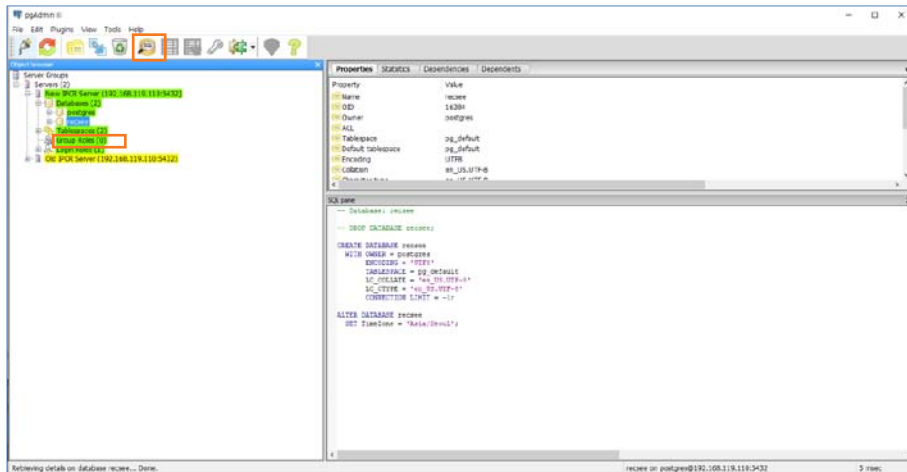 pgAdmin III
File Edit Plugins View Tools Help
Object browser
Server Groups
Servers (2)
New IPCR Server (192.168.119.113:5432)
Databases (2)
postgres
recsee
Tablespaces (2)
Group Roles (0)
Login Roles (1)
Old IPCR Server (192.168.119.110:5432)
Properties Statistics Dependencies Dependents
Property Value
Name recsee
OID 16384
Owner postgres
ACL
Tablespace pg_default
Default tablespace pg_default
Encoding UTF8
Collation en_US.UTF-8
SQL pane
-- Database: recsee
-- DROP DATABASE recsee;
CREATE DATABASE recsee
WITH OWNER = postgres
ENCODING = 'UTF8'
TABLESPACE = pg_default
LC_COLLATE = 'en_US.UTF-8'
LC_CTYPE = 'en_US.UTF-8'
CONNECTION LIMIT = -1;
ALTER DATABASE recsee
SET TimeZone = 'Asia/Seoul';
Retrieving details on database recsee... Done.
recsee on postgres@192.168.119.113:5432
5 msec